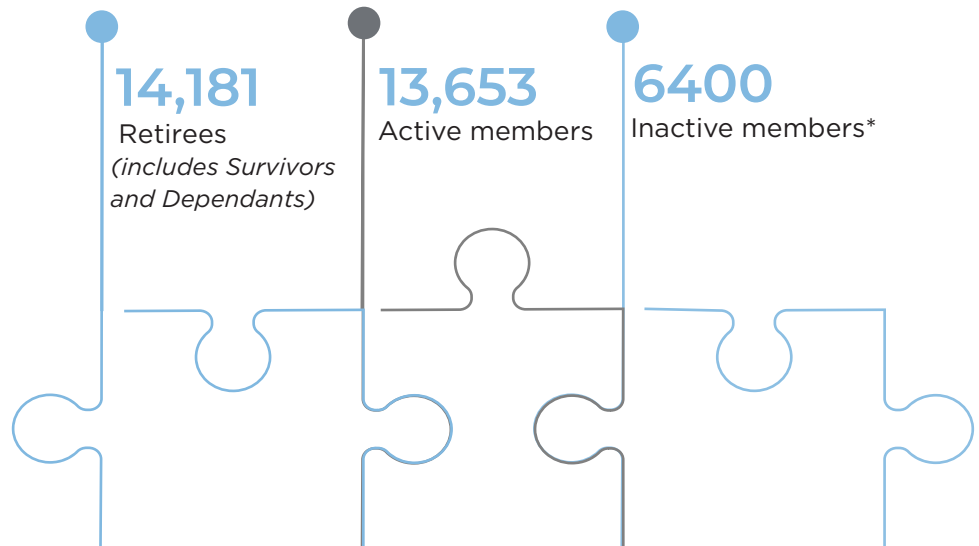 14,181
Retirees
(includes Survivors
and Dependants)
13,653
Active members
6400
Inactive members*